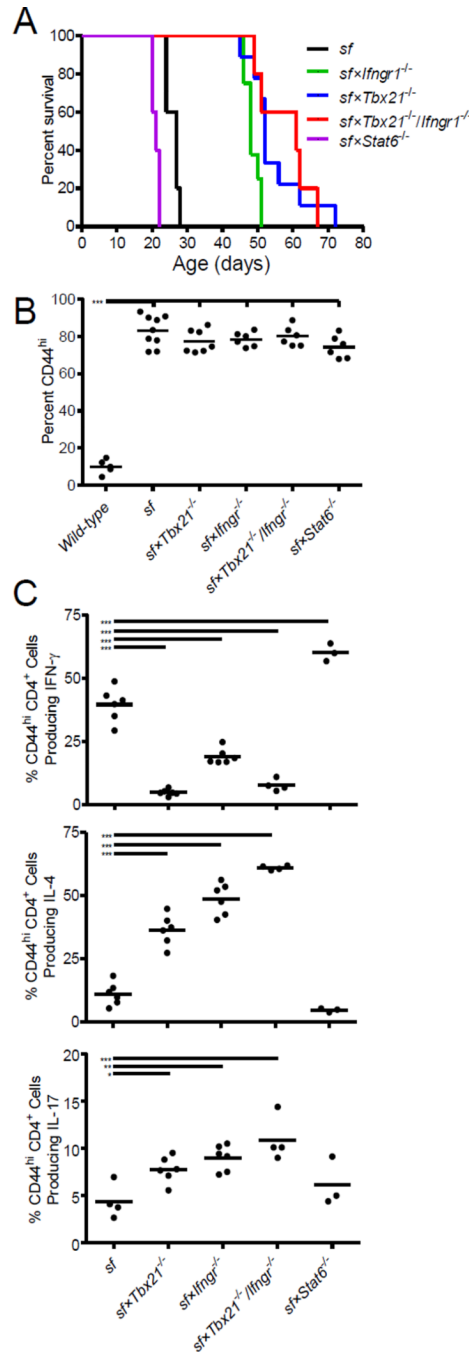 A
Percent survival
100
80
60
40
20
0
0 10 20 30 40 50 60 70 80
Age (days)
sf
sf×Ifngr1-/-
sf×Tbx21-/-
sf×Tbx21-/-/Ifngr1-/-
sf×Stat6-/-
B
Percent CD44hi
100
80
60
40
20
0
***
Wild-type
sf
sf×Tbx21-/-
sf×Ifngr-/-
sf×Tbx21-/-/Ifngr-/-
sf×Stat6-/-
C
% CD44hi CD4+ Cells
Producing IFN-γ
75
50
25
0
***
***
***
***
% CD44hi CD4+ Cells
Producing IL-4
75
50
25
0
***
***
***
% CD44hi CD4+ Cells
Producing IL-17
20
15
10
5
0
***
**
*
sf
sf×Tbx21-/-
sf×Ifngr-/-
sf×Tbx21-/-/Ifngr-/-
sf×Stat6-/-